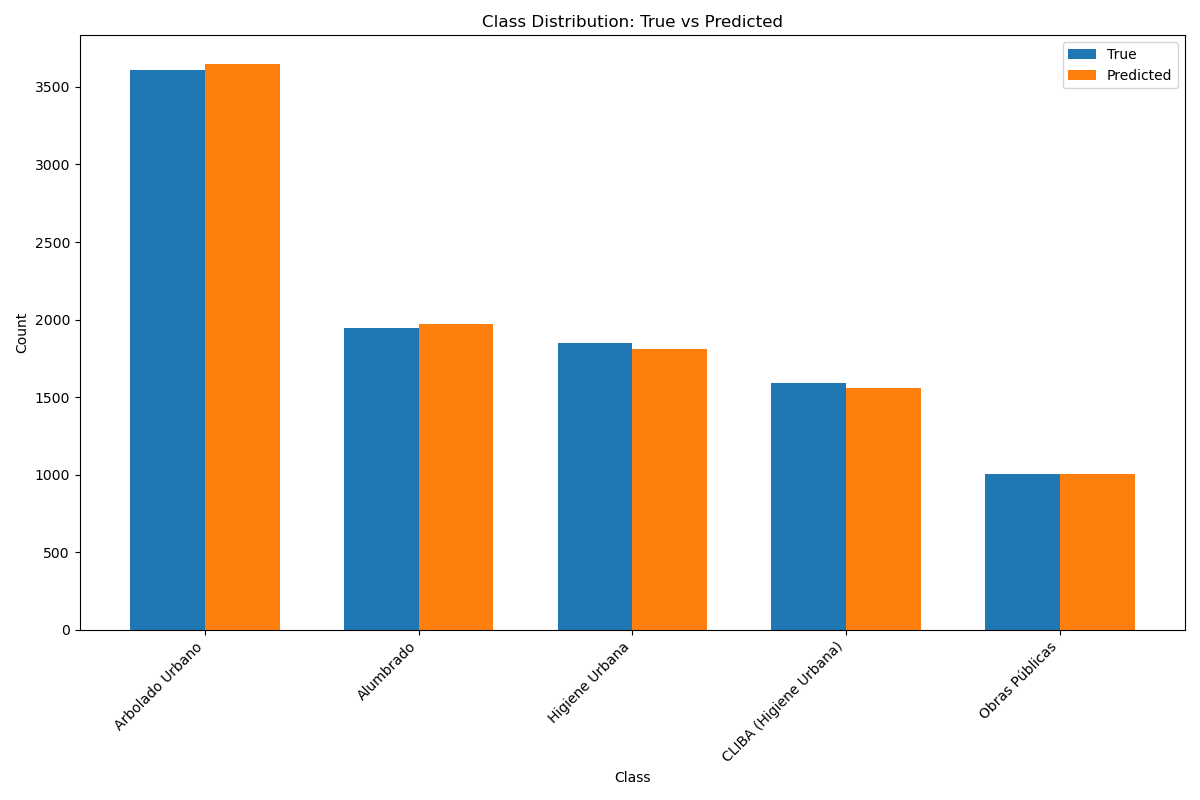 Class Distribution: True vs Predicted
True
Predicted
3500
3000
2500
2000
1500
1000
500
0
Count
Arbolado Urbano
Alumbrado
Higiene Urbana
CLIBA (Higiene Urbana)
Obras Públicas
Class